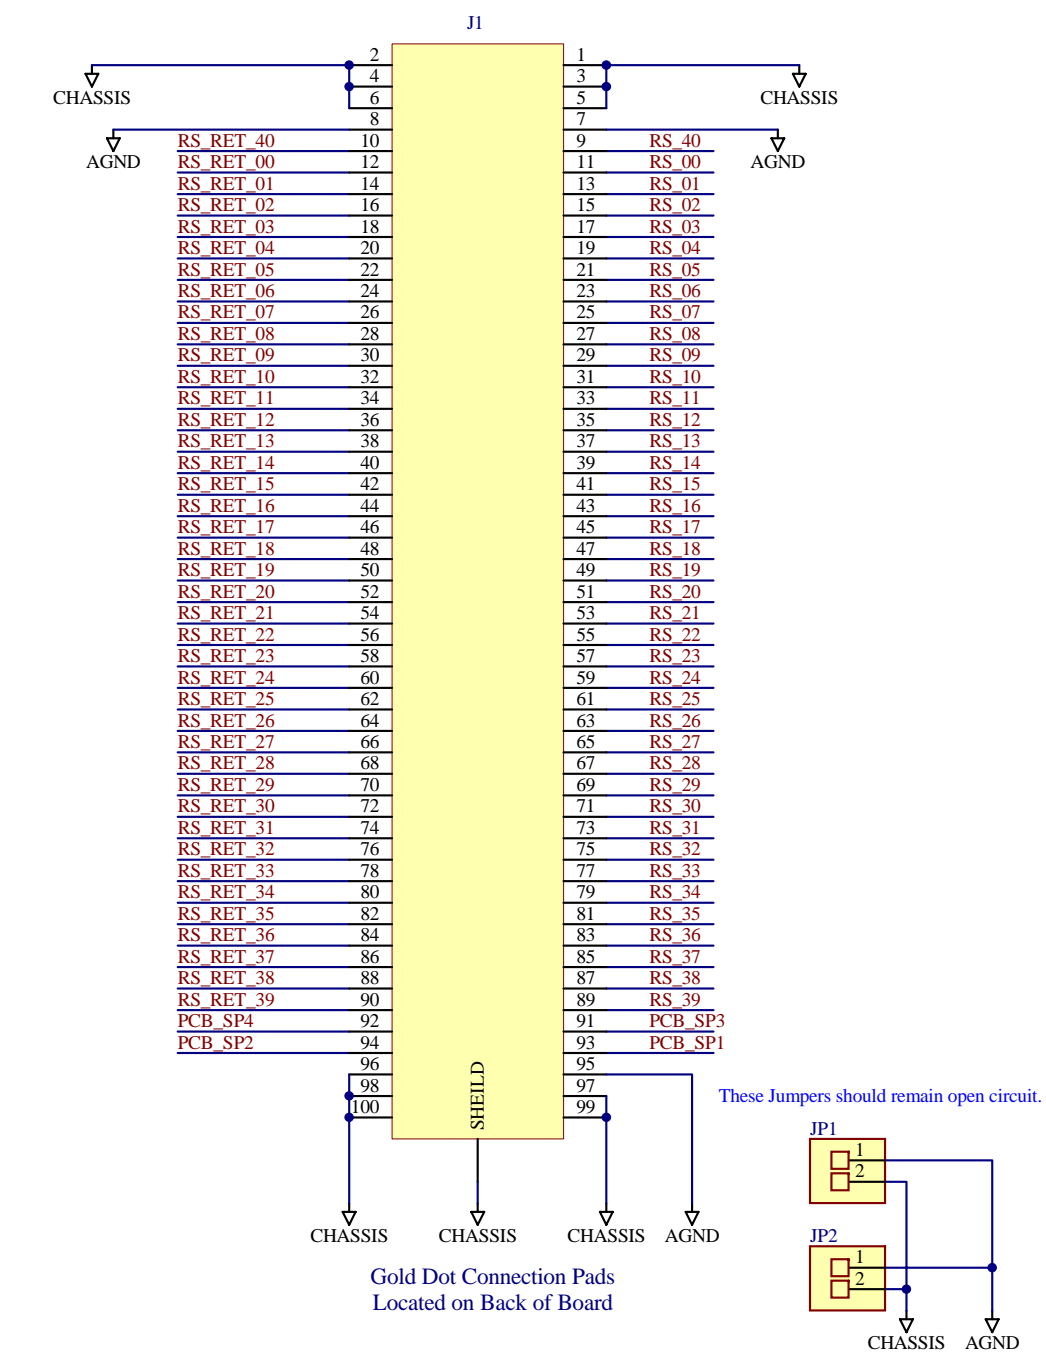 J1
2 1
4 3
CHASSIS 6 5 CHASSIS
8 7
RS_RET_40 10 9 RS_40
AGND RS_RET_00 12 11 RS_00 AGND
RS_RET_01 14 13 RS_01
RS_RET_02 16 15 RS_02
RS_RET_03 18 17 RS_03
RS_RET_04 20 19 RS_04
RS_RET_05 22 21 RS_05
RS_RET_06 24 23 RS_06
RS_RET_07 26 25 RS_07
RS_RET_08 28 27 RS_08
RS_RET_09 30 29 RS_09
RS_RET_10 32 31 RS_10
RS_RET_11 34 33 RS_11
RS_RET_12 36 35 RS_12
RS_RET_13 38 37 RS_13
RS_RET_14 40 39 RS_14
RS_RET_15 42 41 RS_15
RS_RET_16 44 43 RS_16
RS_RET_17 46 45 RS_17
RS_RET_18 48 47 RS_18
RS_RET_19 50 49 RS_19
RS_RET_20 52 51 RS_20
RS_RET_21 54 53 RS_21
RS_RET_22 56 55 RS_22
RS_RET_23 58 57 RS_23
RS_RET_24 60 59 RS_24
RS_RET_25 62 61 RS_25
RS_RET_26 64 63 RS_26
RS_RET_27 66 65 RS_27
RS_RET_28 68 67 RS_28
RS_RET_29 70 69 RS_29
RS_RET_30 72 71 RS_30
RS_RET_31 74 73 RS_31
RS_RET_32 76 75 RS_32
RS_RET_33 78 77 RS_33
RS_RET_34 80 79 RS_34
RS_RET_35 82 81 RS_35
RS_RET_36 84 83 RS_36
RS_RET_37 86 85 RS_37
RS_RET_38 88 87 RS_38
RS_RET_39 90 89 RS_39
PCB_SP4 92 91 PCB_SP3
PCB_SP2 94 93 PCB_SP1
96 95
98 97
100 99
SHEILD
CHASSIS CHASSIS CHASSIS AGND
Gold Dot Connection Pads
Located on Back of Board
These Jumpers should remain open circuit.
JP1
1
2
JP2
1
2
CHASSIS AGND